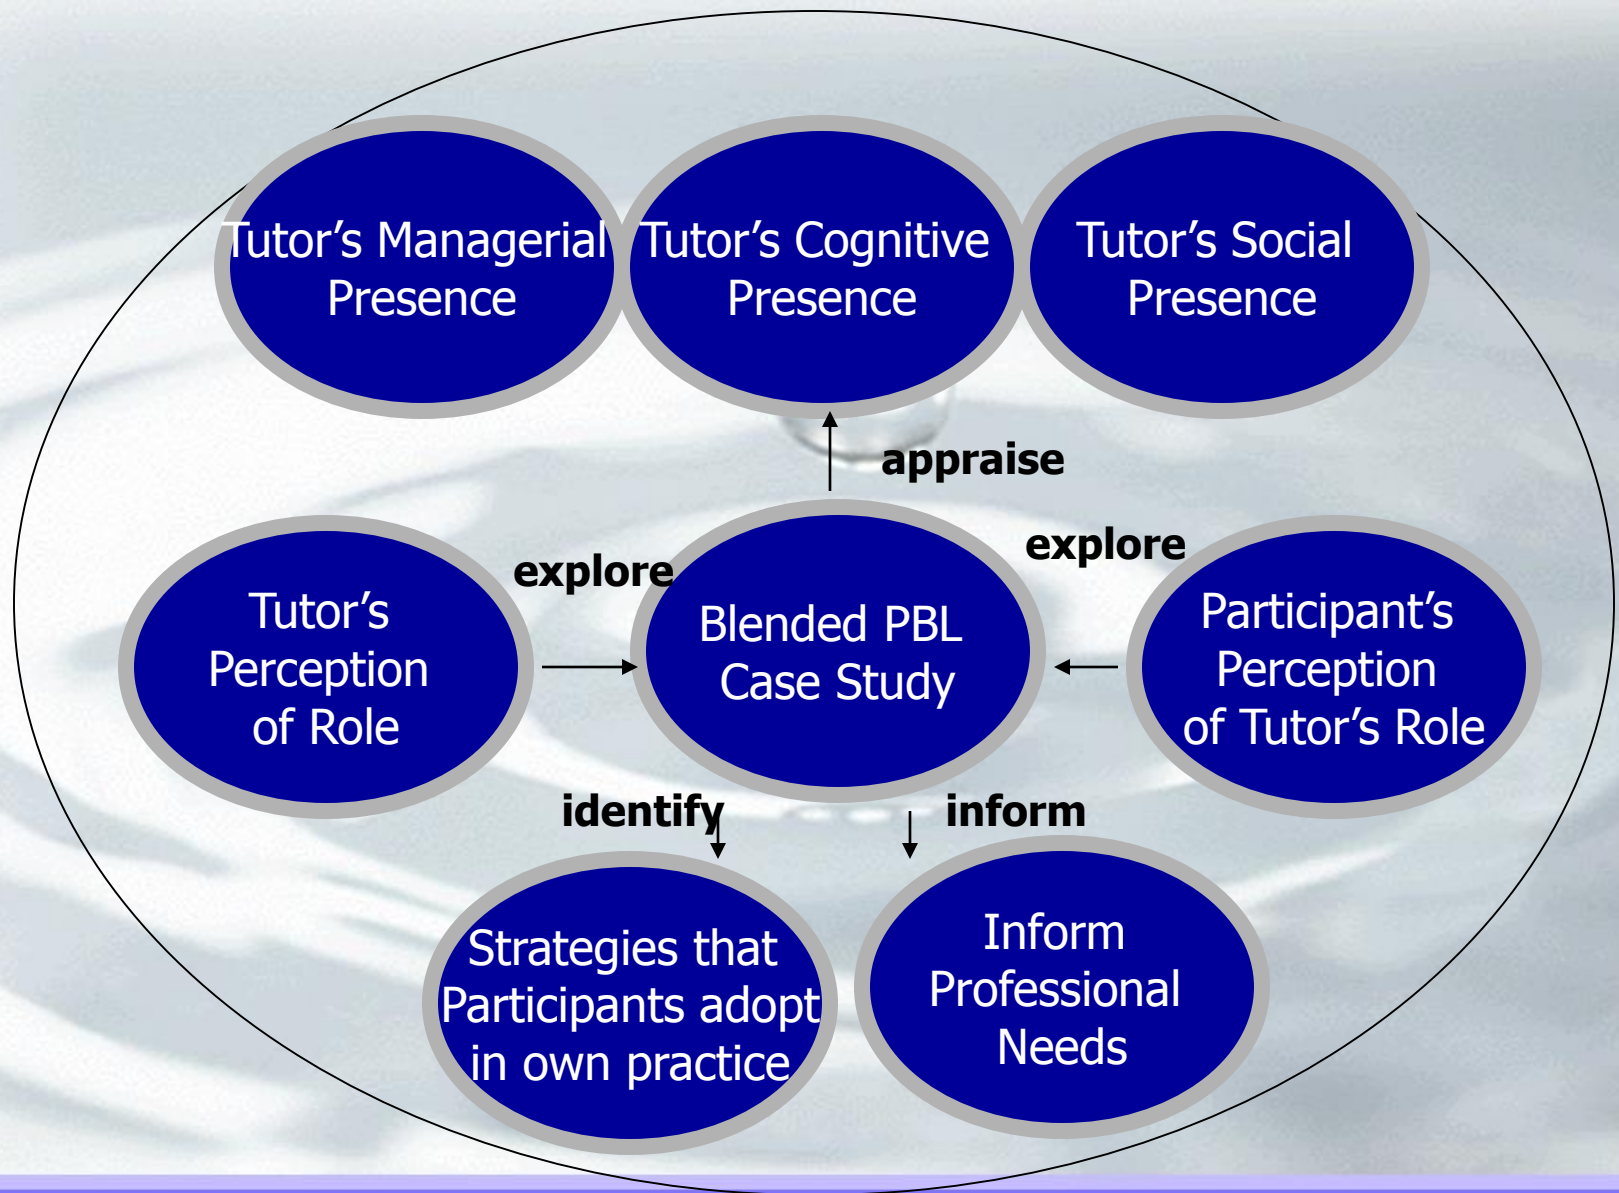 Tutor’s Managerial
Presence
Tutor’s Cognitive
Presence
Tutor’s Social
Presence
appraise
explore
explore
Tutor’s
Perception
of Role
Blended PBL
Case Study
Participant’s
Perception
of Tutor’s Role
identify
inform
Strategies that
Participants adopt
in own practice
Inform
Professional
Needs